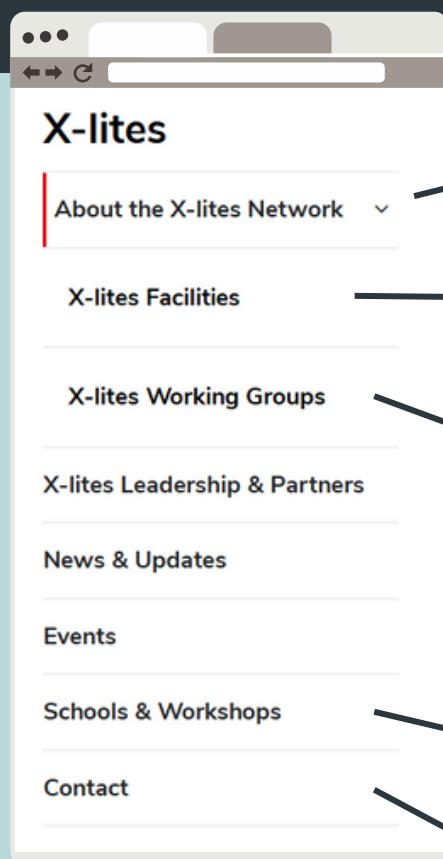 X-lites
About the X-lites Network
X-lites Facilities
X-lites Working Groups
X-lites Leadership & Partners
News & Updates
Events
Schools & Workshops
Contact